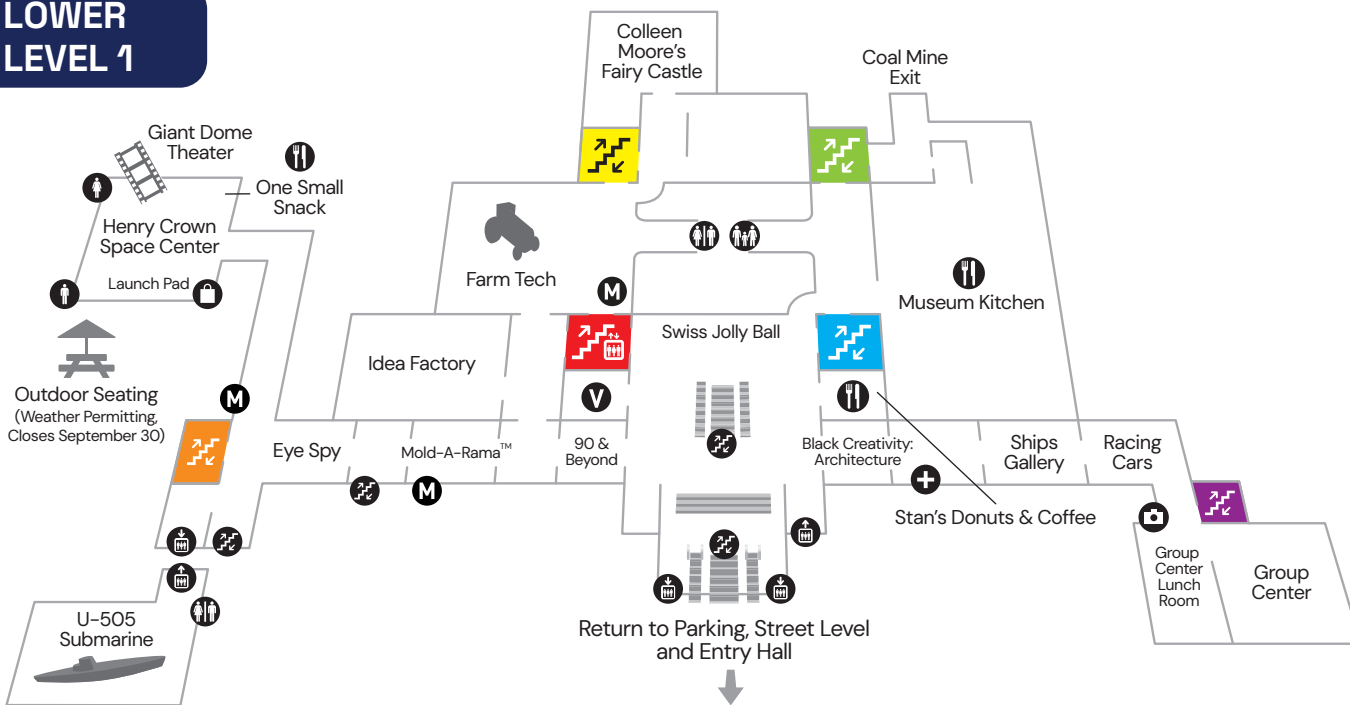 LOWER
LEVEL 1
Colleen
Moore's
Fairy Castle
Coal Mine
Exit
Giant Dome
Theater
One Small
Snack
Henry Crown
Space Center
Launch Pad
Farm Tech
M
Museum Kitchen
Swiss Jolly Ball
Idea Factory
Outdoor Seating
(Weather Permitting,
Closes September 30)
M
V
Eye Spy
Mold-A-Rama™
90 &
Beyond
Black Creativity:
Architecture
Ships
Gallery
Racing
Cars
M
Stan's Donuts & Coffee
Group
Center
Lunch
Room
Group
Center
U-505
Submarine
Return to Parking, Street Level
and Entry Hall